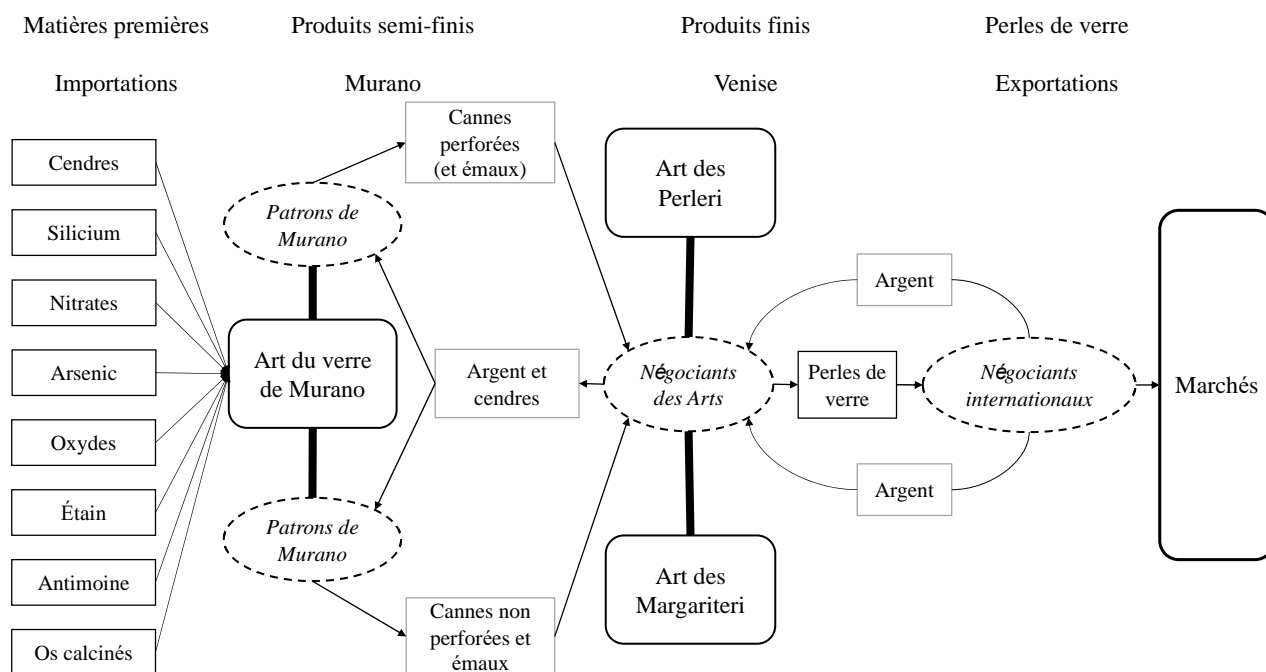 Matières premières
Produits semi-finis
Produits finis
Perles de verre
Importations
Murano
Venise
Exportations
Cendres
Silicium
Nitrates
Arsenic
Oxydes
Étain
Antimoine
Os calcinés
Cannes
perforées
(et émaux)
Patrons de
Murano
Art du verre
de Murano
Patrons de
Murano
Cannes non
perforées et
émaux
Argent et
cendres
Art des
Perleri
Négociants
des Arts
Art des
Margariteri
Argent
Perles de
verre
Argent
Négociants
internationaux
Marchés